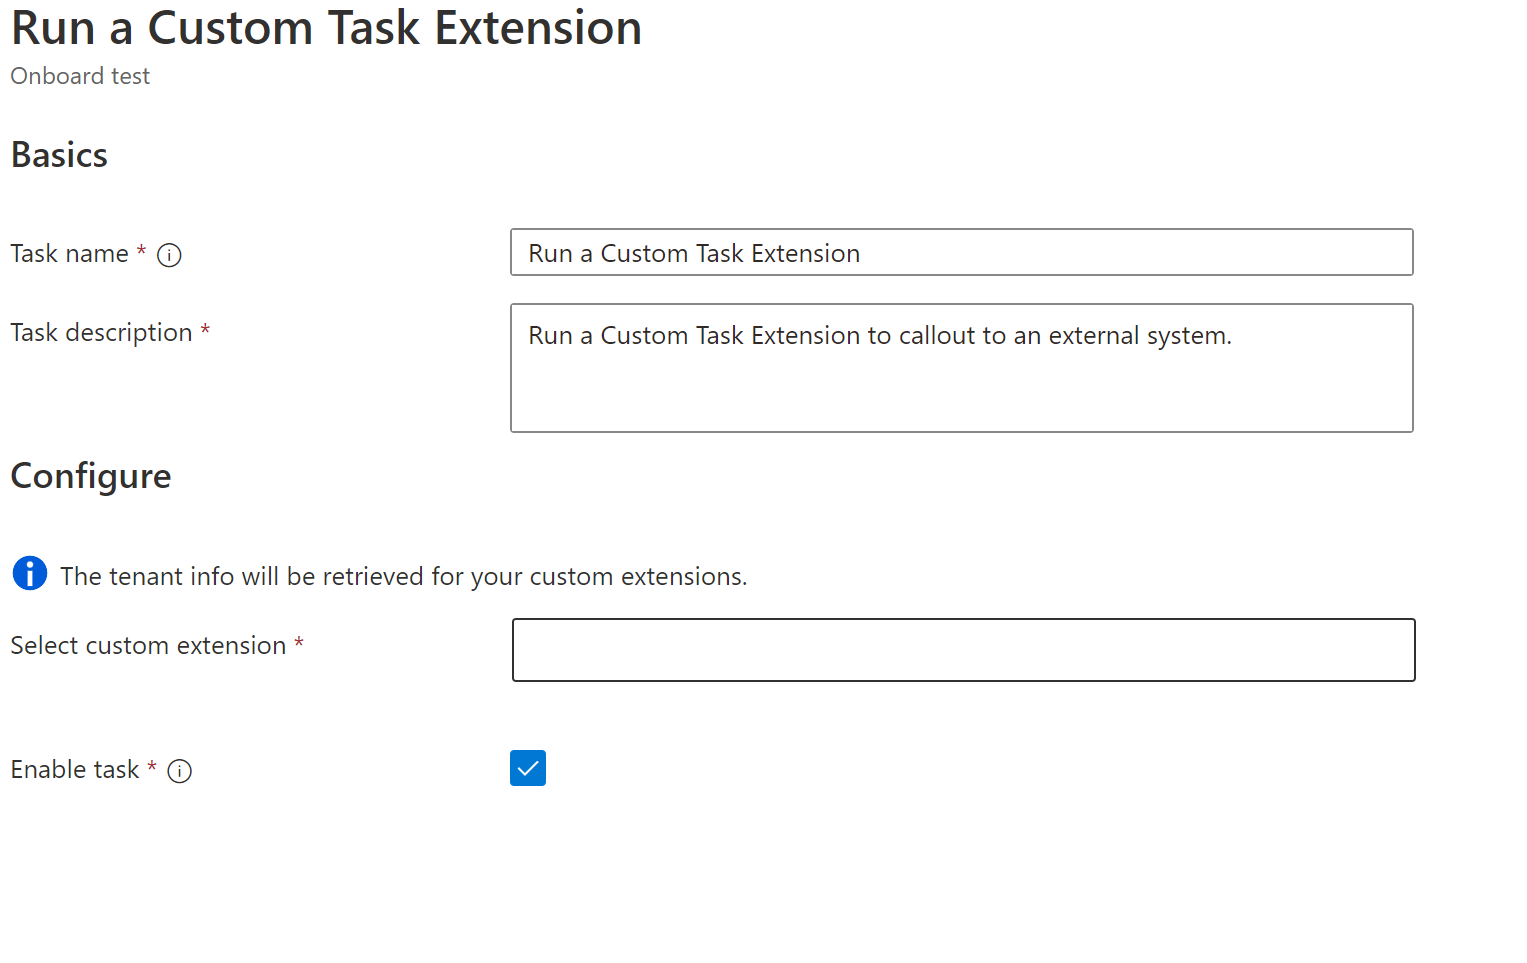 Run a Custom Task Extension
Onboard test
Basics
Task name *
Run a Custom Task Extension
Task description *
Run a Custom Task Extension to callout to an external system.
Configure
The tenant info will be retrieved for your custom extensions.
Select custom extension *
Enable task *